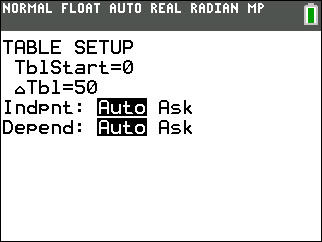 NORMAL FLOAT AUTO REAL RADIAN MP
TABLE SETUP
TblStart=0
△Tbl=50
Indpnt: Auto Ask
Depend: Auto Ask